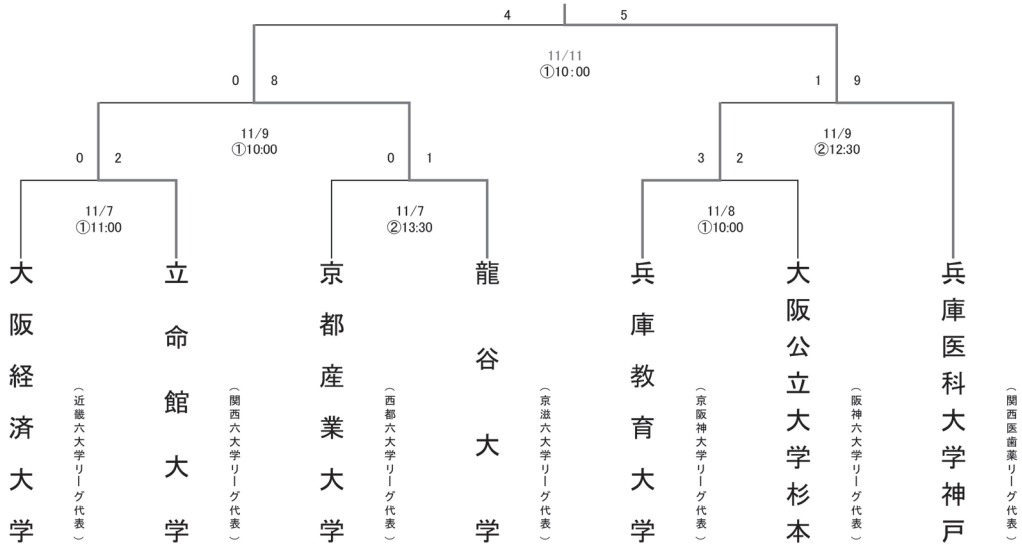 4 5
11/11
①10:00
0 8
1 9
11/9
①10:00
11/9
②12:30
0 2
0 1
3 2
11/7
①11:00
11/7
②13:30
11/8
①10:00
大阪経済大学
(近畿六大学リーグ代表)
立命館大学
(関西六大学リーグ代表)
京都産業大学
(西都六大学リーグ代表)
龍谷大学
(京滋六大学リーグ代表)
兵庫教育大学
(京阪神大学リーグ代表)
大阪公立大学杉本
(阪神六大学リーグ代表)
兵庫医科大学神戸
(関西医歯薬リーグ代表)